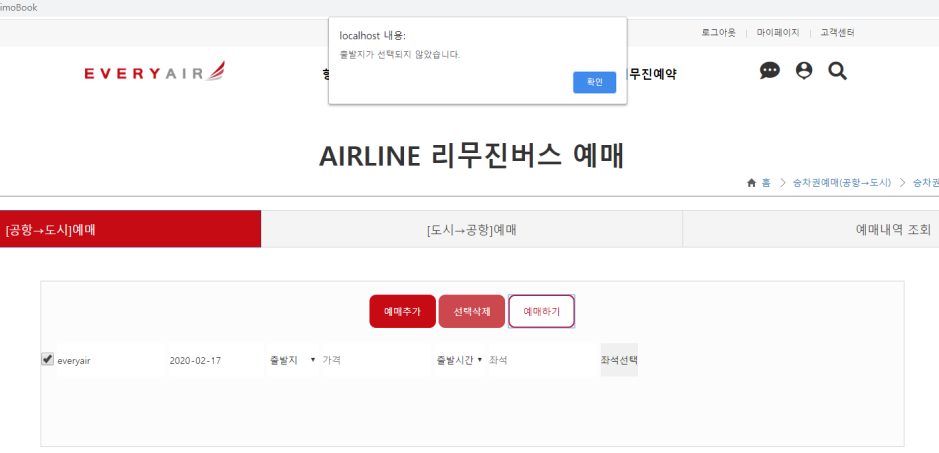 imoBook
localhost 내용:
출발지가 선택되지 않았습니다.
확인
로그아웃 | 마이페이지 | 고객센터
EVERYAIR
무진예약
AIRLINE 리무진버스 예매
홈 > 승차권예매(공항→도시) > 승차권
[공항→도시]예매
[도시→공항]예매
예매내역 조회
예매추가 선택삭제 예매하기
everyair 2020-02-17 출발지 가격 출발시간 좌석 좌석선택